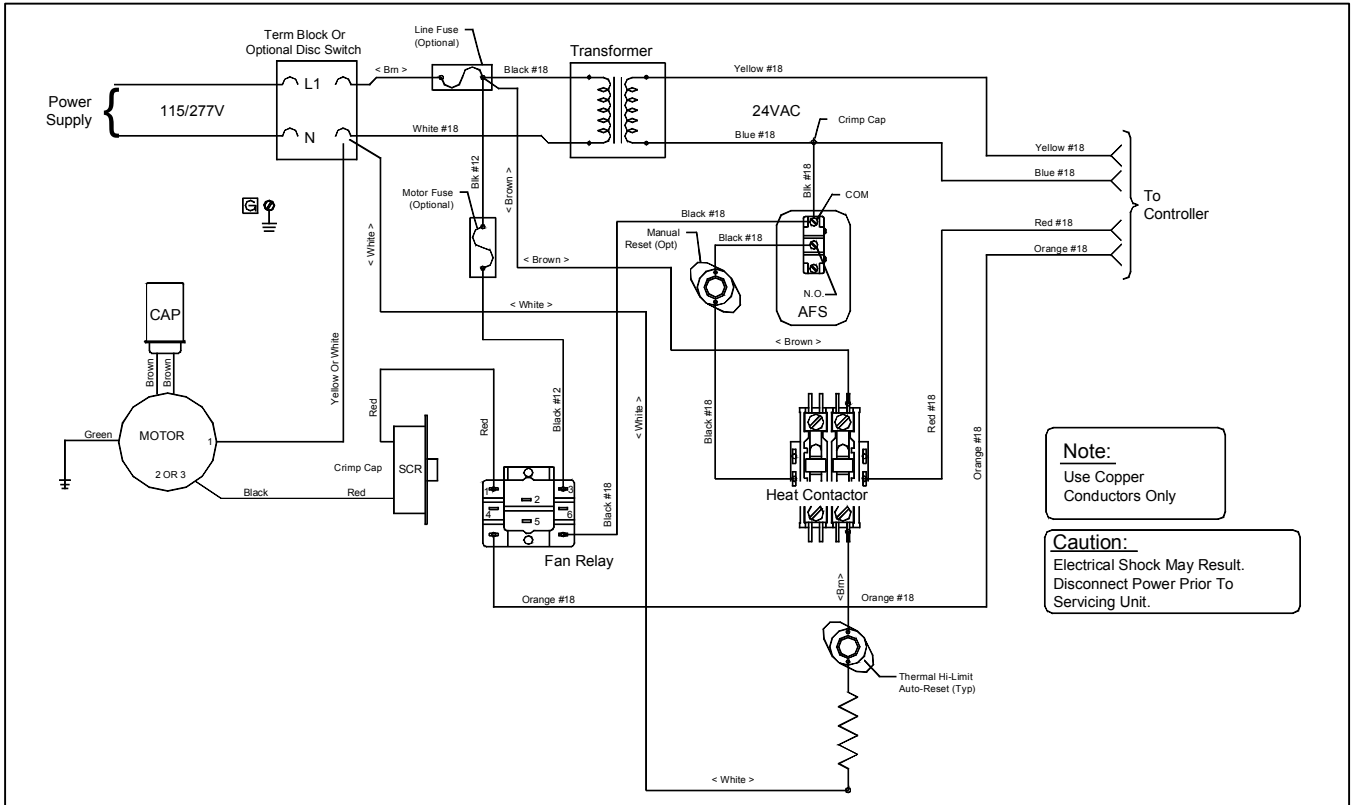 Term Block Or
Optional Disc Switch
Line Fuse
(Optional)
Transformer
Power
Supply
115/277V
L1
N
< Brn >
Black #18
White #18
Yellow #18
24VAC
Blue #18
Crimp Cap
Yellow #18
Blue #18
Red #18
Orange #18
To
Controller
G
Blk #12
< Brown >
Motor Fuse
(Optional)
< White >
Blk #18
COM
Black #18
Manual
Reset (Opt)
Black #18
N.O.
AFS
< Brown >
< White >
< Brown >
CAP
Brown
Brown
Yellow Or White
Green
MOTOR
1
2 OR 3
Black
Red
Crimp Cap
SCR
Red
Red
Black #12
< White >
Black #18
Black #18
Red #18
Orange #18
1
2
3
4
5
6
Fan Relay
Heat Contactor
Orange #18
<Brn>
Orange #18
Thermal Hi-Limit
Auto-Reset (Typ)
< White >
Note:
Use Copper
Conductors Only
Caution:
Electrical Shock May Result.
Disconnect Power Prior To
Servicing Unit.